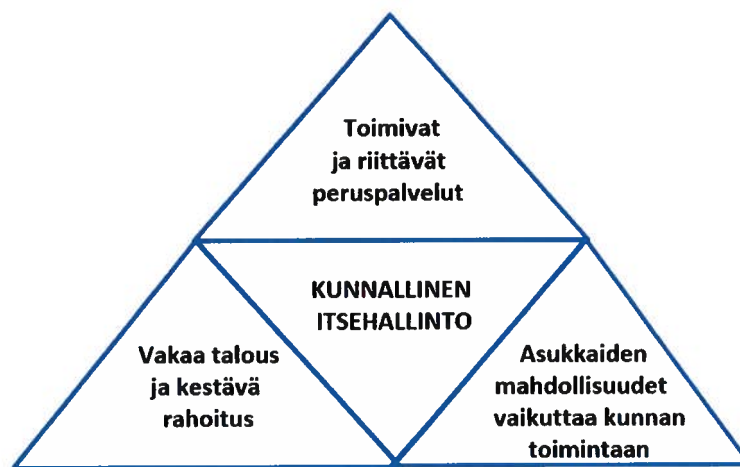 Toimivat
ja riittävät
peruspalvelut
KUNNALLINEN
ITSEHALLINTO
Vakaa talous
ja kestävä
rahoitus
Asukkaiden
mahdollisuudet
vaikuttaa kunnan
toimintaan